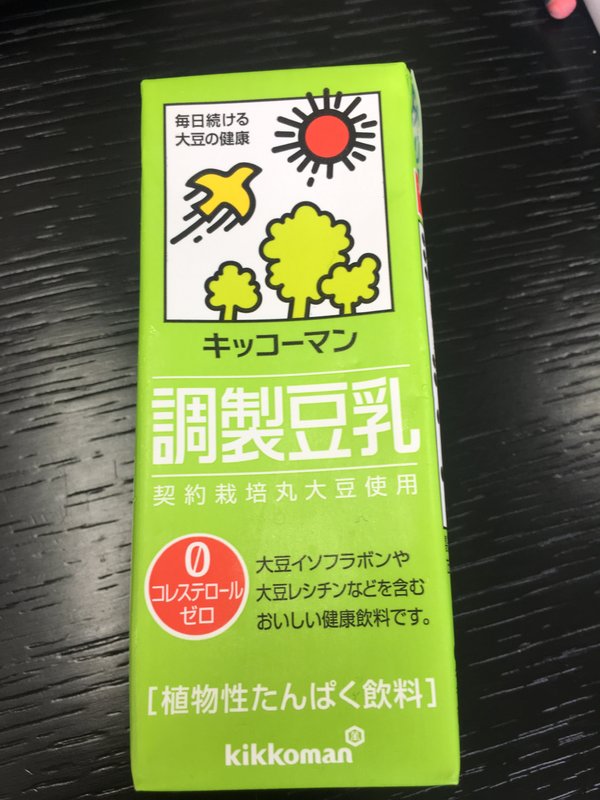 毎日続ける
大豆の健康
キッコーマン
調製豆乳
契約栽培丸大豆使用
0
コレステロール
ゼロ
大豆イソフラボンや
大豆レシチンなどを含む
おいしい健康飲料です。
[植物性たんぱく飲料]
kikkoman